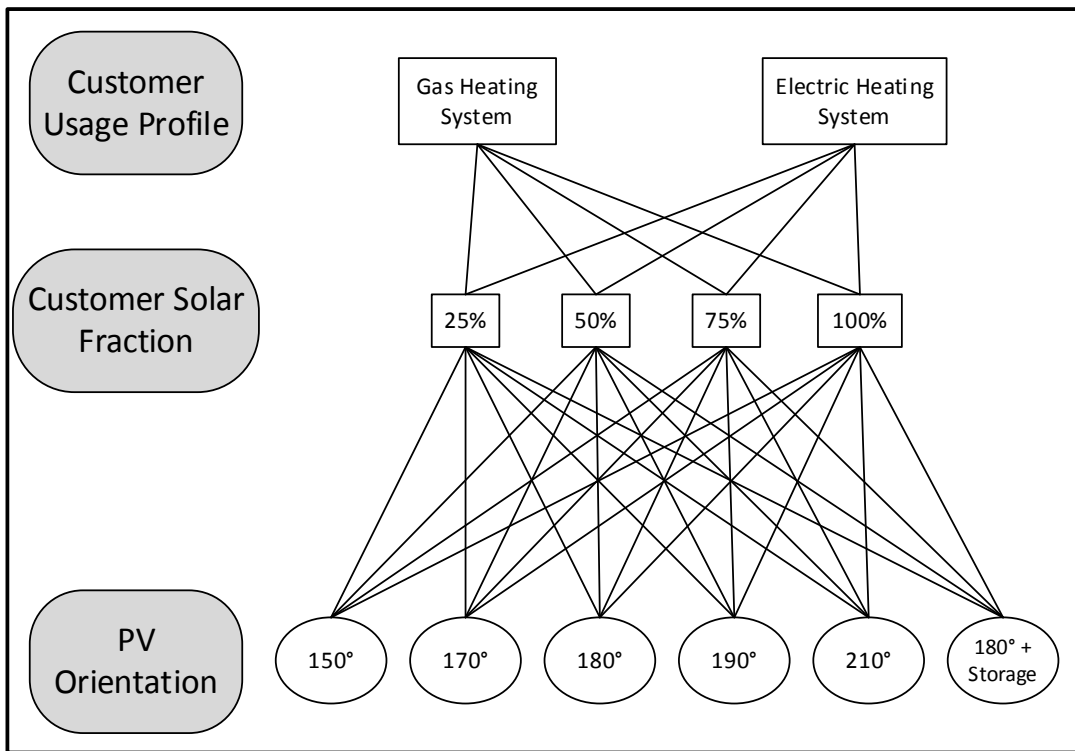 Customer
Usage Profile
Gas Heating
System
Electric Heating
System
Customer Solar
Fraction
25%
50%
75%
100%
PV
Orientation
150°
170°
180°
190°
210°
180° +
Storage